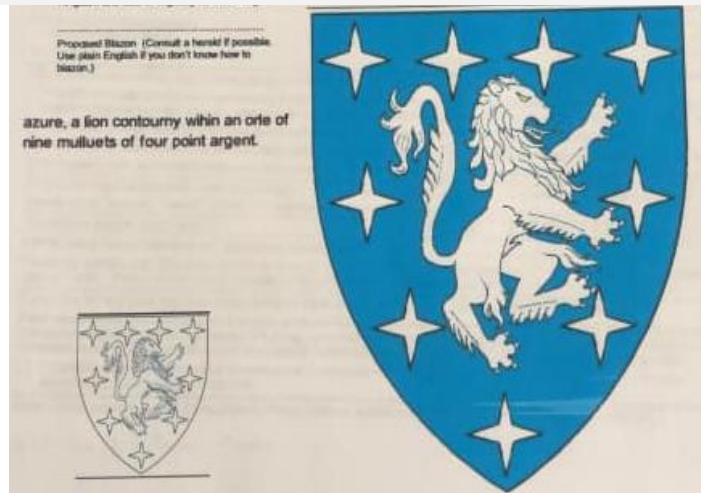 Proposed Blazon (Consult a herald if possible.
Use plain English if you don't know how to
blazon.)
azure, a lion contourny wihin an orle of
nine mulluets of four point argent.